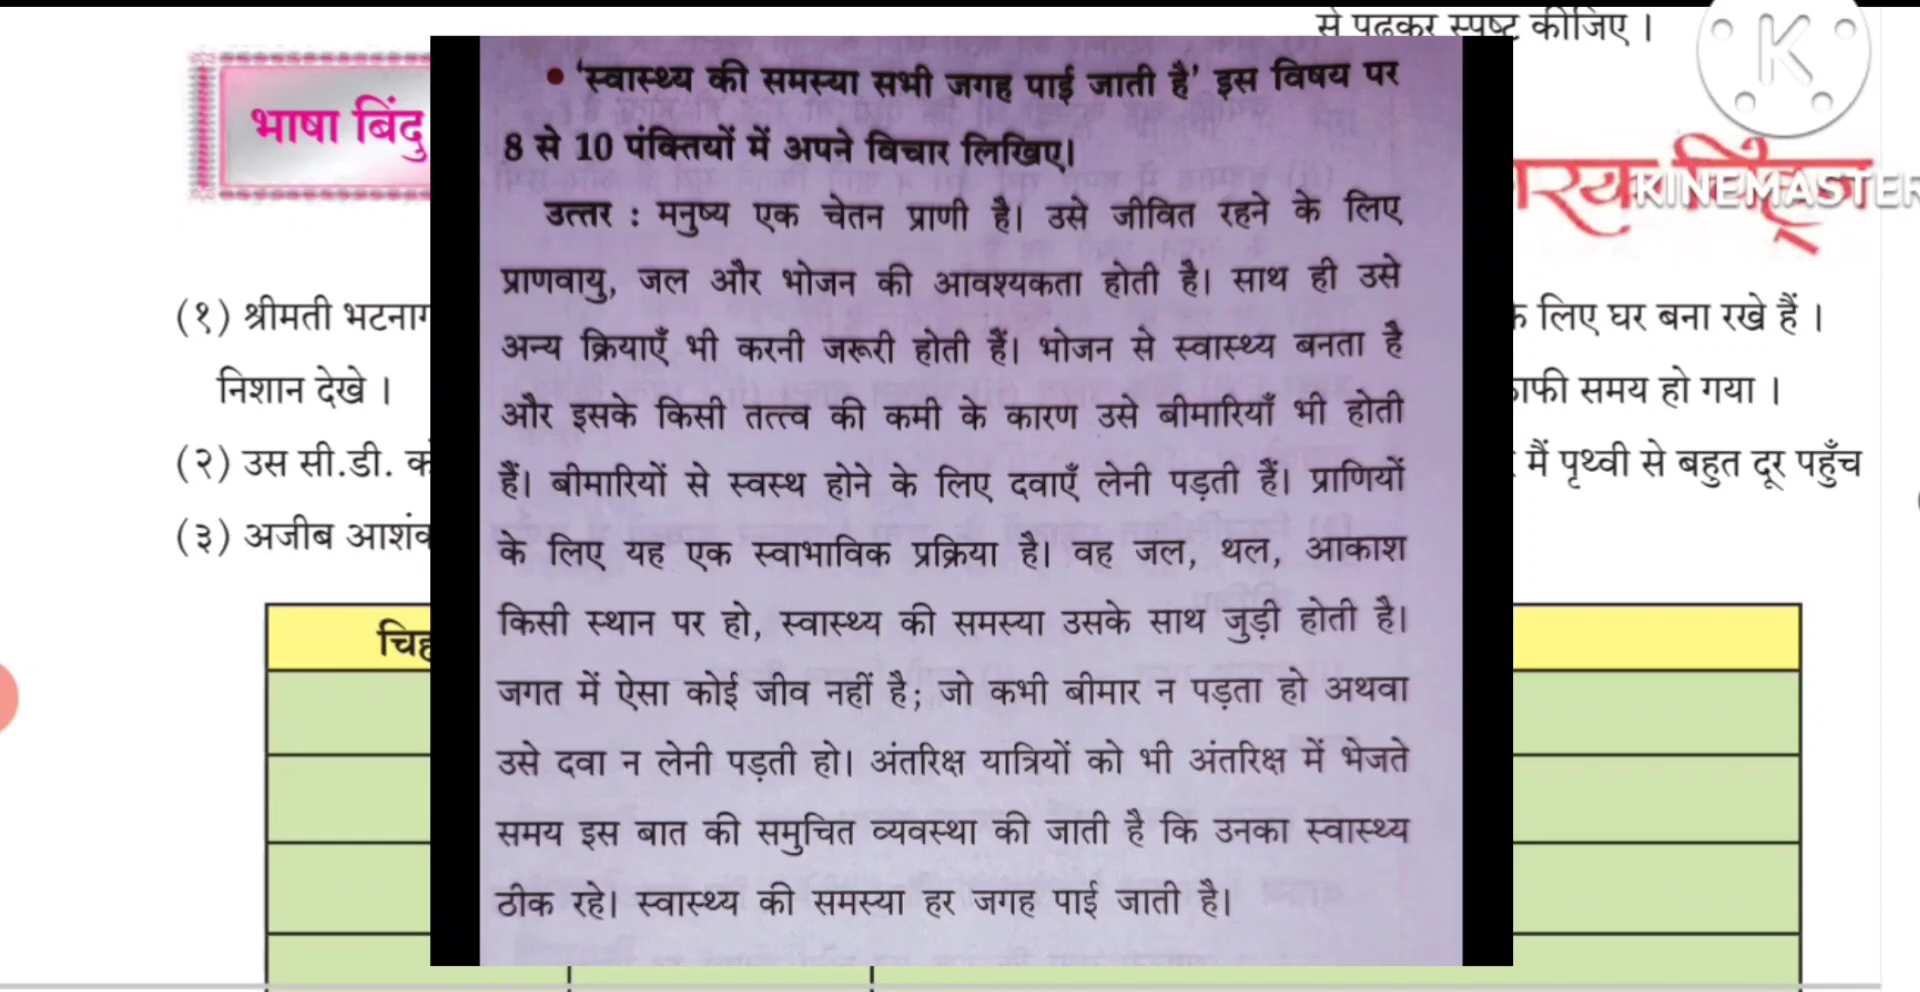 से पढ़कर स्पष्ट कीजिए ।
भाषा बिंदु
KINEMASTER
(१) श्रीमती
निशान देखे ।
(२) उस सी.डी.
(३) अजीब
लिए घर बना रखे हैं ।
समय हो गया ।
मैं पृथ्वी से बहुत दूर पहुँच
• 'स्वास्थ्य की समस्या सभी जगह पाई जाती है' इस विषय पर
8 से 10 पंक्तियों में अपने विचार लिखिए।
उत्तर : मनुष्य एक चेतन प्राणी है। उसे जीवित रहने के लिए
प्राणवायु, जल और भोजन की आवश्यकता होती है। साथ ही उसे
अन्य क्रियाएँ भी करनी जरूरी होती हैं। भोजन से स्वास्थ्य बनता है
और इसके किसी तत्त्व की कमी के कारण उसे बीमारियाँ भी होती
हैं। बीमारियों से स्वस्थ होने के लिए दवाएँ लेनी पड़ती हैं। प्राणियों
के लिए यह एक स्वाभाविक प्रक्रिया है। वह जल, थल, आकाश
किसी स्थान पर हो, स्वास्थ्य की समस्या उसके साथ जुड़ी होती है।
जगत में ऐसा कोई जीव नहीं है; जो कभी बीमार न पड़ता हो अथवा
उसे दवा न लेनी पड़ती हो। अंतरिक्ष यात्रियों को भी अंतरिक्ष में भेजते
समय इस बात की समुचित व्यवस्था की जाती है कि उनका स्वास्थ्य
ठीक रहे। स्वास्थ्य की समस्या हर जगह पाई जाती है।